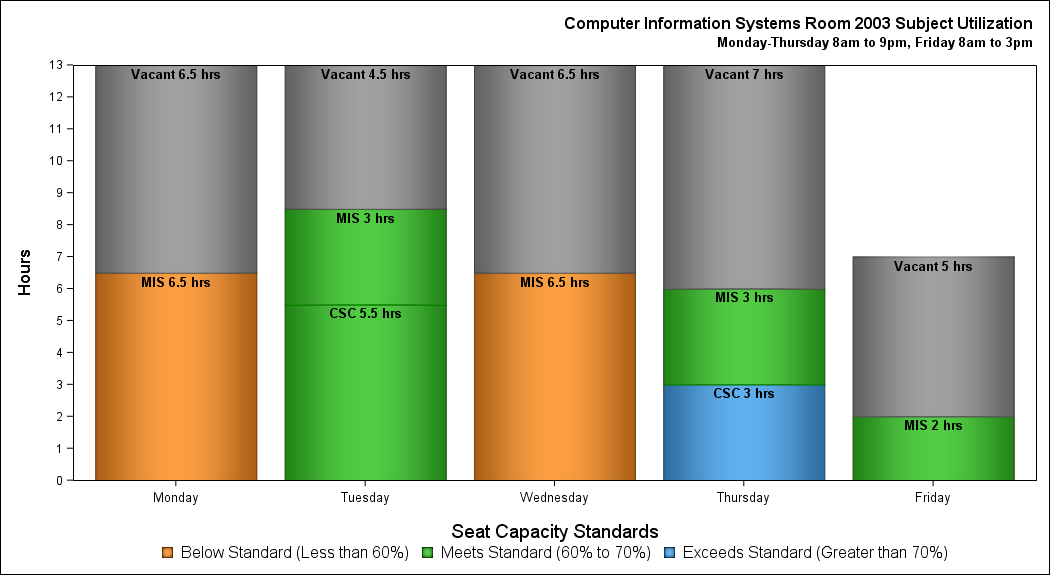 Computer Information Systems Room 2003 Subject Utilization
Monday-Thursday 8am to 9pm, Friday 8am to 3pm
Hours
13
12
11
10
9
8
7
6
5
4
3
2
1
0
Vacant 6.5 hrs
MIS 6.5 hrs
Vacant 4.5 hrs
MIS 3 hrs
CSC 5.5 hrs
Vacant 6.5 hrs
MIS 6.5 hrs
Vacant 7 hrs
MIS 3 hrs
CSC 3 hrs
Vacant 5 hrs
MIS 2 hrs
Monday Tuesday Wednesday Thursday Friday
Seat Capacity Standards
Below Standard (Less than 60%) Meets Standard (60% to 70%) Exceeds Standard (Greater than 70%)